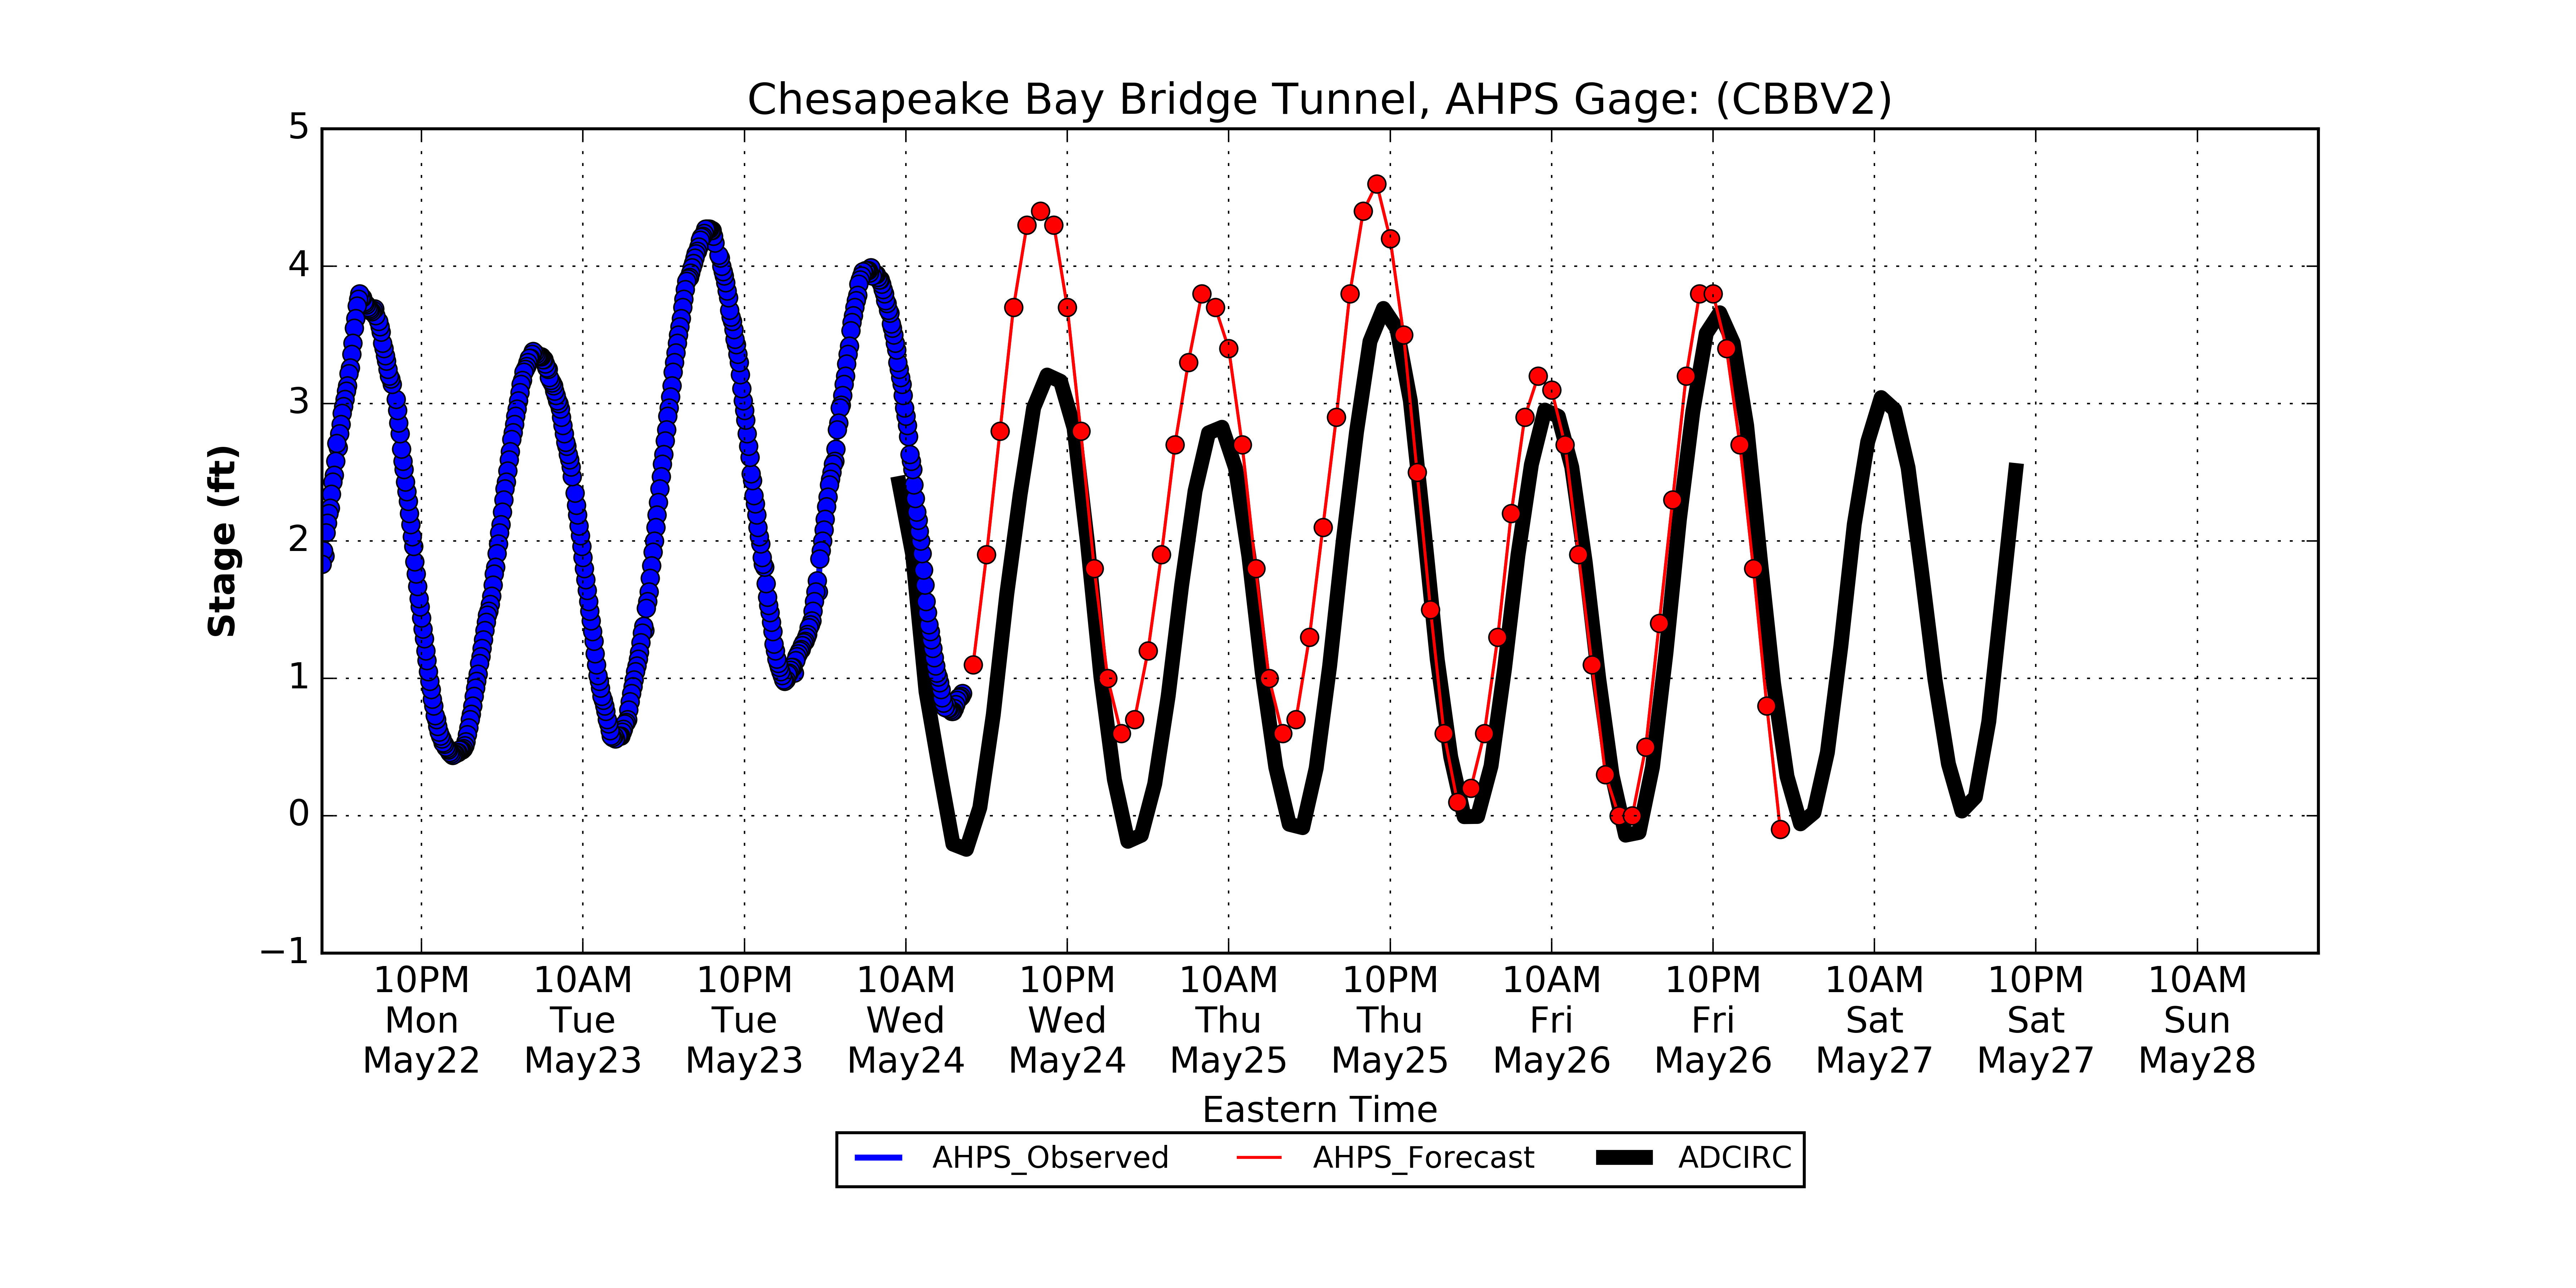 Chesapeake Bay Bridge Tunnel, AHPS Gage: (CBBV2)
5
4
3
2
1
0
−1
Stage (ft)
10PM 10AM 10PM 10AM 10PM 10AM 10PM 10AM 10PM 10AM 10PM 10AM
Mon Tue Tue Wed Wed Thu Thu Fri Fri Sat Sat Sun
May22 May23 May23 May24 May24 May25 May25 May26 May26 May27 May27 May28
Eastern Time
AHPS_Observed AHPS_Forecast ADCIRC